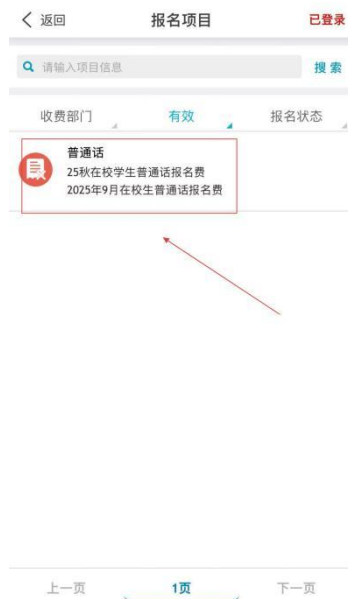 返回 报名项目 已登录
请输入项目信息 搜索
收费部门 有效 报名状态
普通话
25秋在校学生普通话报名费
2025年9月在校生普通话报名费
上一页 1页 下一页